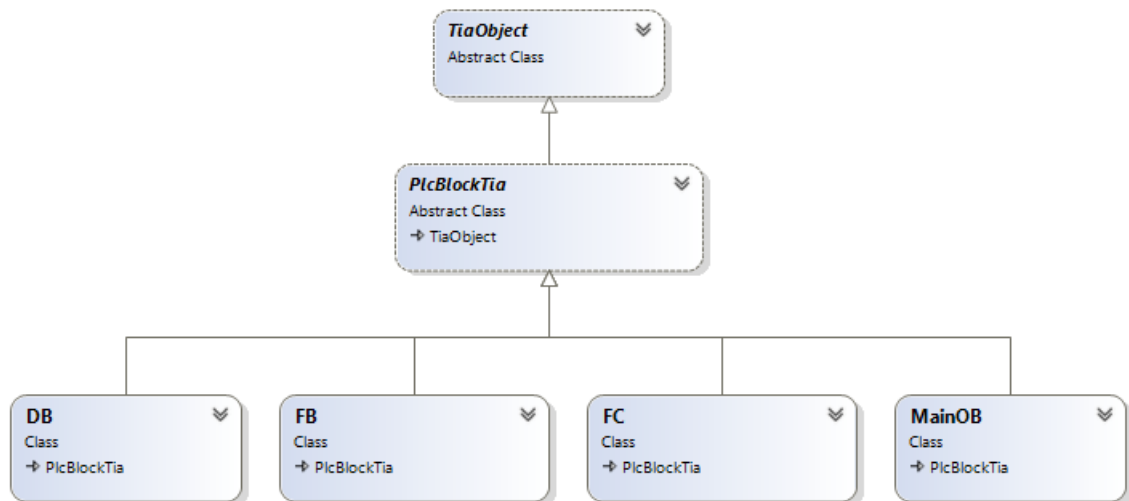 TiaObject
Abstract Class
PlcBlockTia
Abstract Class
TiaObject
DB
Class
PlcBlockTia
FB
Class
PlcBlockTia
FC
Class
PlcBlockTia
MainOB
Class
PlcBlockTia